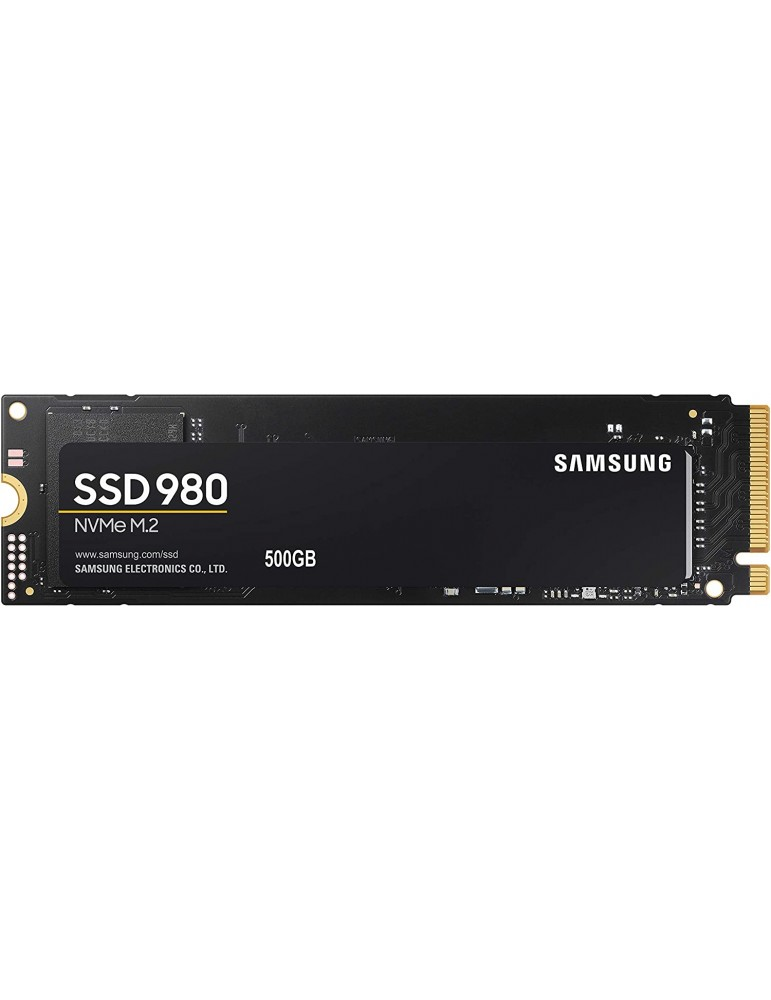 SAMSUNG
SSD 980
NVMe M.2
www.samsung.com/ssd
SAMSUNG ELECTRONICS CO., LTD.
500GB